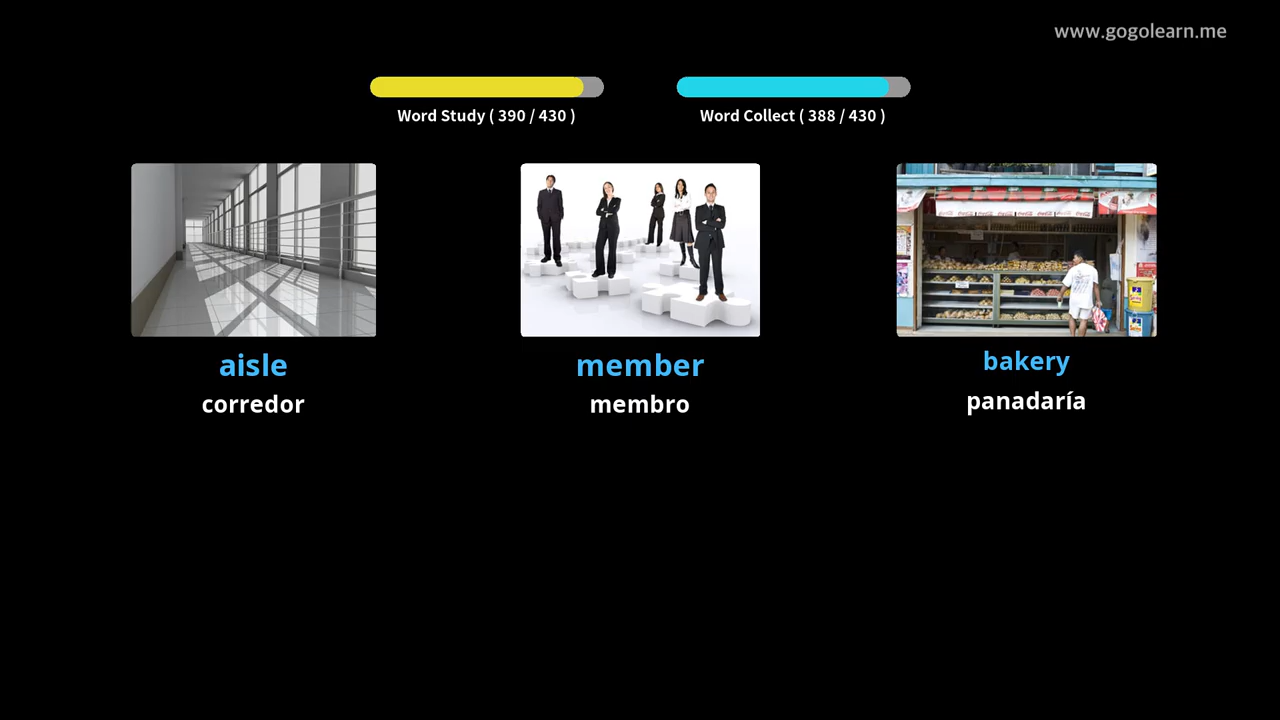 www.gogolearn.me
Word Study ( 390 / 430 )
Word Collect ( 388 / 430 )
aisle
corredor
member
membro
bakery
panadaría